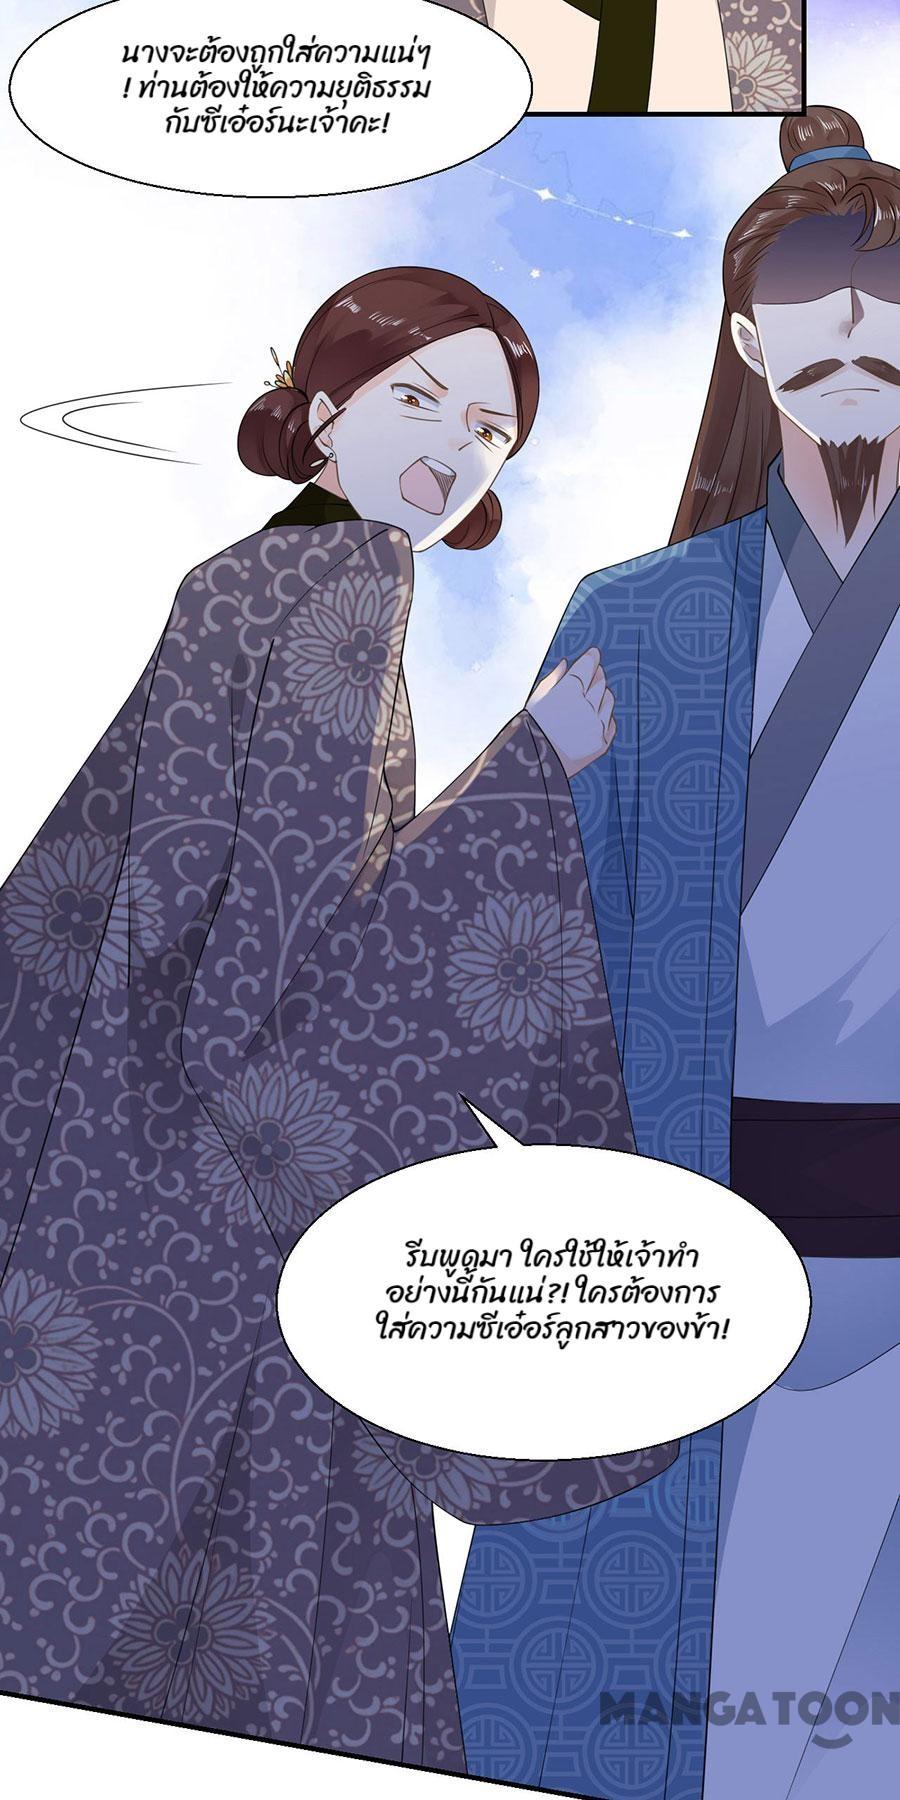 นางจะต้องถูกใส่ความแน่ๆ
! ท่านต้องให้ความยุติธรรม
กับซีเอ๋อร์นะเจ้าคะ!
รีบพูดมา ใครใช้ให้เจ้าทำ
อย่างนี้กันแน่?! ใครต้องการ
ใส่ความซีเอ๋อร์ลูกสาวของข้า!
MANGATOON